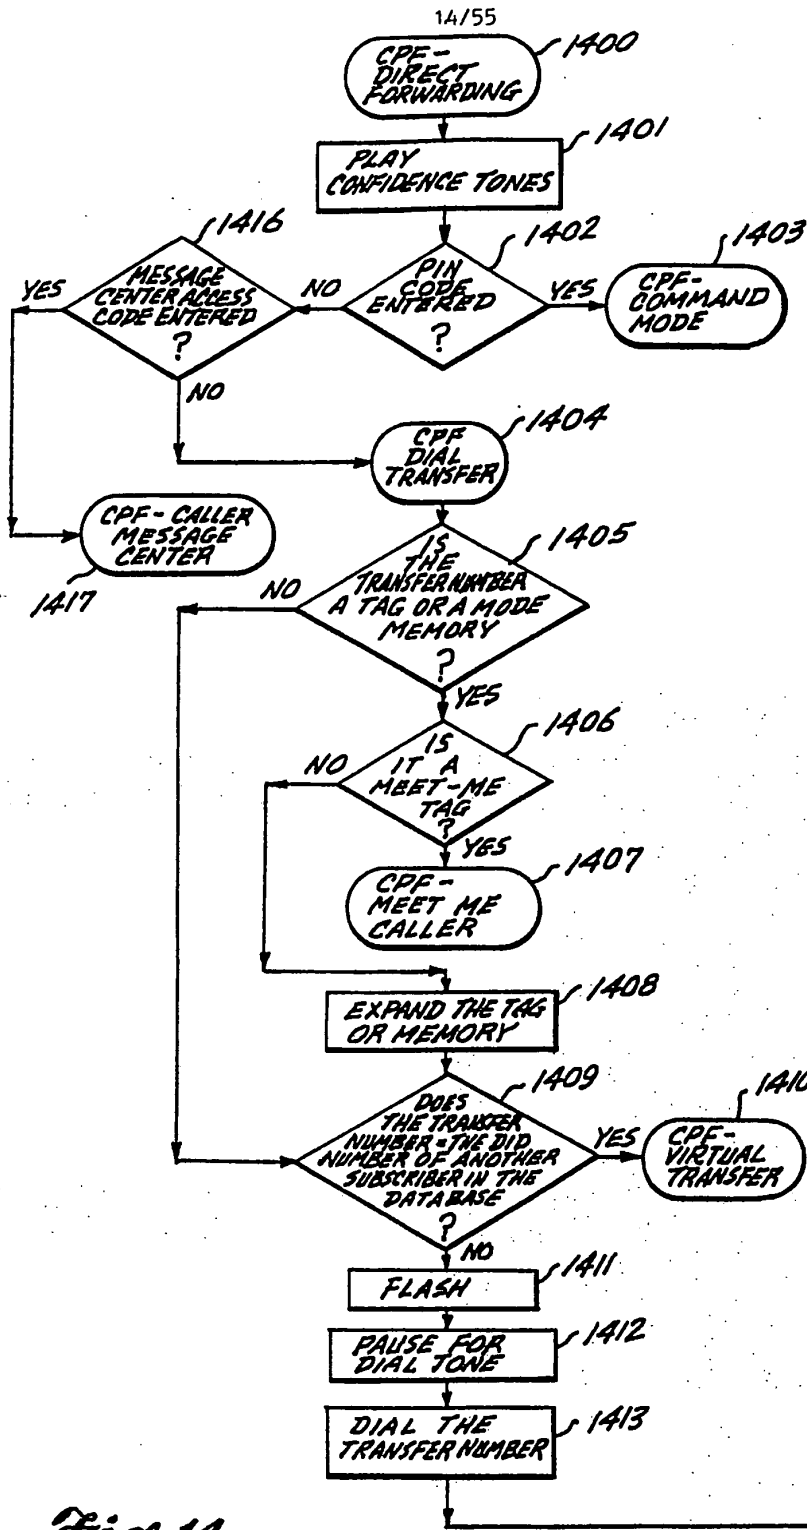 14/55
CPF-
DIRECT
FORWARDING
1400
PLAY
CONFIDENCE TONES
1401
1416
MESSAGE
CENTER ACCESS
CODE ENTERED
?
YES
NO
NO
PIN
CODE
ENTERED
?
1402
YES
1403
CPF-
COMMAND
MODE
CPF
DIAL
TRANSFER
1404
CPF-CALLER
MESSAGE
CENTER
1417
IS
THE
TRANSFER NUMBER
A TAG OR A MODE
MEMORY
?
1405
NO
YES
IS
IT A
MEET-ME
TAG
?
1406
NO
YES
CPF-
MEET ME
CALLER
1407
EXPAND THE TAG
OR MEMORY
1408
DOES
THE TRANSFER
NUMBER=THE DID
NUMBER OF ANOTHER
SUBSCRIBER IN THE
DATABASE
?
1409
YES
1410
CPF-
VIRTUAL
TRANSFER
NO
FLASH
1411
PAUSE FOR
DIAL TONE
1412
DIAL THE
TRANSFER NUMBER
1413